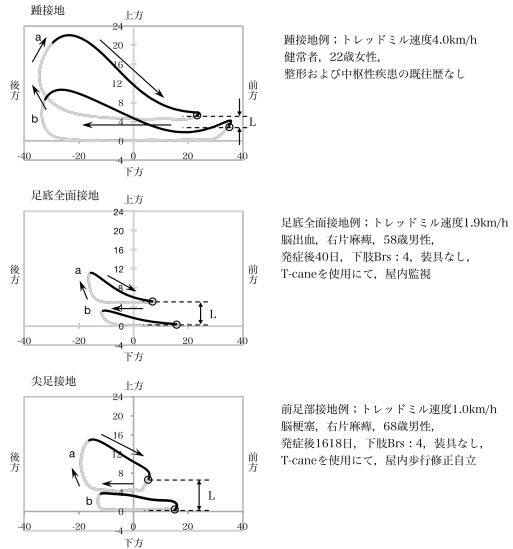 踵接地
上方
24
20
16
12
8
4
0
-4
-40
-20
0
20
40
下方
後方
前方
a
b
L
踵接地例；トレッドミル速度4.0km/h
健常者，22歳女性，
整形および中枢性疾患の既往歴なし
足底全面接地
上方
24
20
16
12
8
4
0
-4
-40
-20
0
20
40
下方
後方
前方
a
b
L
足底全面接地例；トレッドミル速度1.9km/h
脳出血，右片麻痺，58歳男性，
発症後40日，下肢Brs：4，装具なし，
T-caneを使用にて，屋内監視
尖足接地
上方
24
20
16
12
8
4
0
-4
-40
-20
0
20
40
下方
後方
前方
a
b
L
前足部接地例；トレッドミル速度1.0km/h
脳梗塞，右片麻痺，68歳男性，
発症後1618日，下肢Brs：4，装具なし，
T-caneを使用にて，屋内歩行修正自立